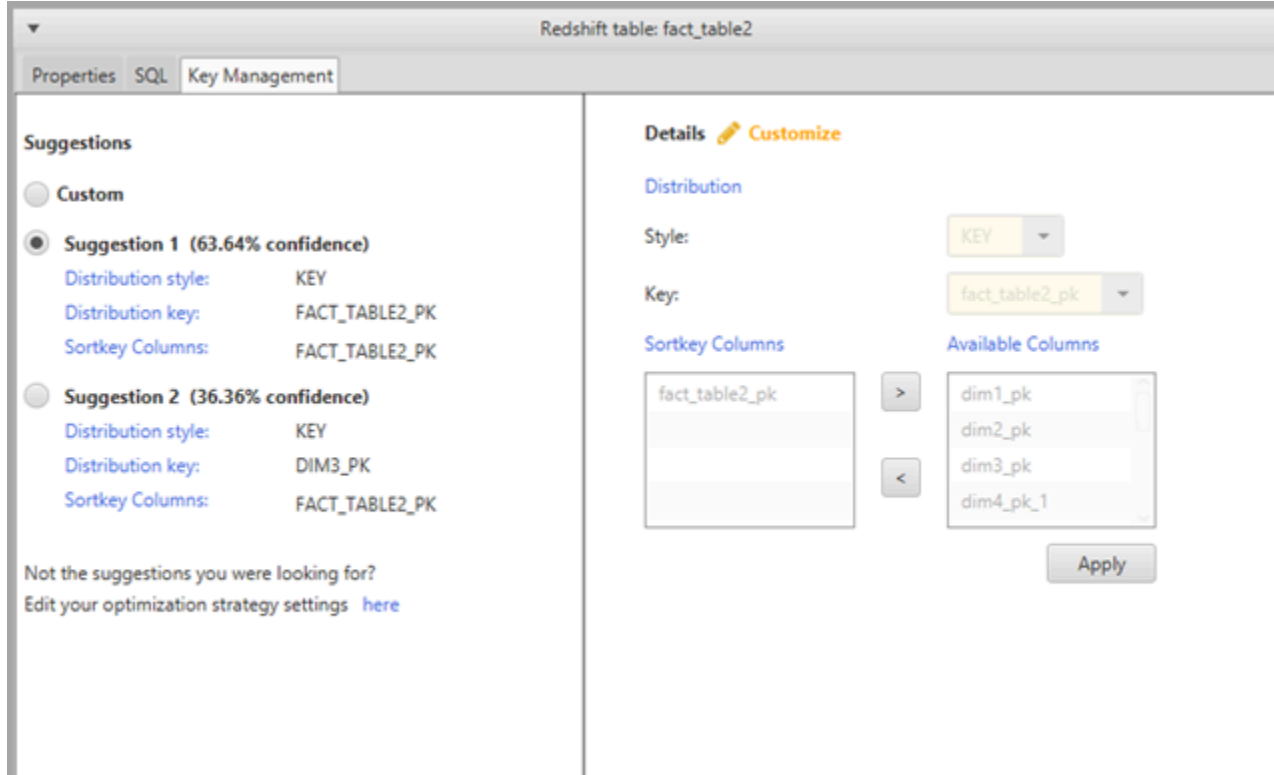 Redshift table: fact_table2
Properties SQL Key Management
Suggestions
Custom
Suggestion 1 (63.64% confidence)
Distribution style: KEY
Distribution key: FACT_TABLE2_PK
Sortkey Columns: FACT_TABLE2_PK
Suggestion 2 (36.36% confidence)
Distribution style: KEY
Distribution key: DIM3_PK
Sortkey Columns: FACT_TABLE2_PK
Not the suggestions you were looking for?
Edit your optimization strategy settings here
Details Customize
Distribution
Style: KEY
Key: fact_table2_pk
Sortkey Columns Available Columns
fact_table2_pk > dim1_pk
dim2_pk
< dim3_pk
dim4_pk_1
Apply